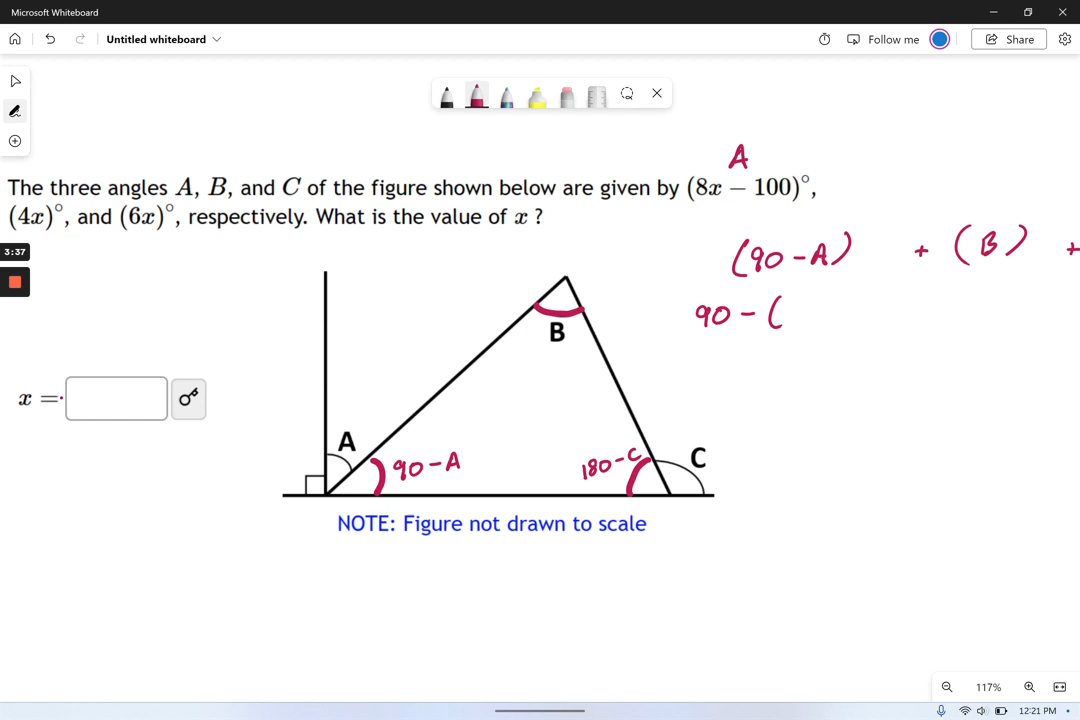 Microsoft Whiteboard
Untitled whiteboard
Follow me
Share
A
The three angles A, B, and C of the figure shown below are given by (8x − 100)°,
(4x)°, and (6x)°, respectively. What is the value of x ?
3:37
(90 - A) + (B) +
90 - (
B
x =
A
90 - A
180 - C
C
NOTE: Figure not drawn to scale
117%
12:21 PM